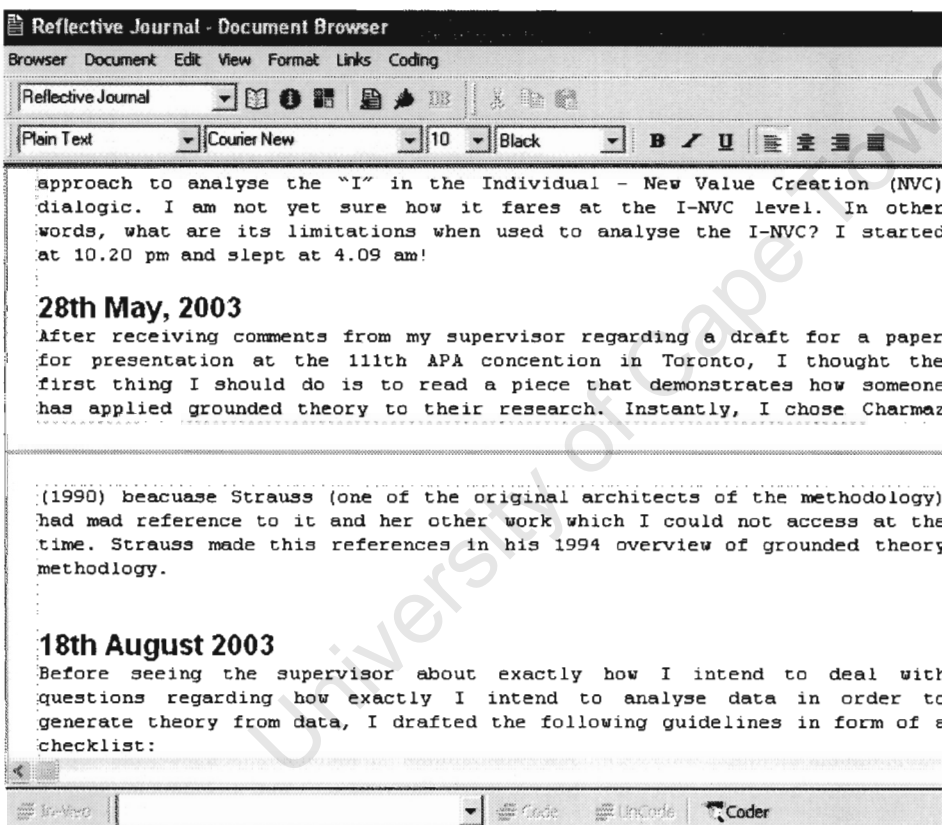 Reflective Journal - Document Browser
Browser Document Edit View Format Links Coding
Reflective Journal DB
Plain Text Courier New 10 Black B I U
approach to analyse the "I" in the Individual - New Value Creation (NVC)
dialogic. I am not yet sure how it fares at the I-NVC level. In other
words, what are its limitations when used to analyse the I-NVC? I started
at 10.20 pm and slept at 4.09 am!
28th May, 2003
After receiving comments from my supervisor regarding a draft for a paper
for presentation at the 111th APA concention in Toronto, I thought the
first thing I should do is to read a piece that demonstrates how someone
has applied grounded theory to their research. Instantly, I chose Charmaz
(1990) beacuase Strauss (one of the original architects of the methodology)
had mad reference to it and her other work which I could not access at the
time. Strauss made this references in his 1994 overview of grounded theory
methodlogy.
18th August 2003
Before seeing the supervisor about exactly how I intend to deal with
questions regarding how exactly I intend to analyse data in order to
generate theory from data, I drafted the following guidelines in form of a
checklist:
In-Vivo Code UnCode Coder
University of Cape Town